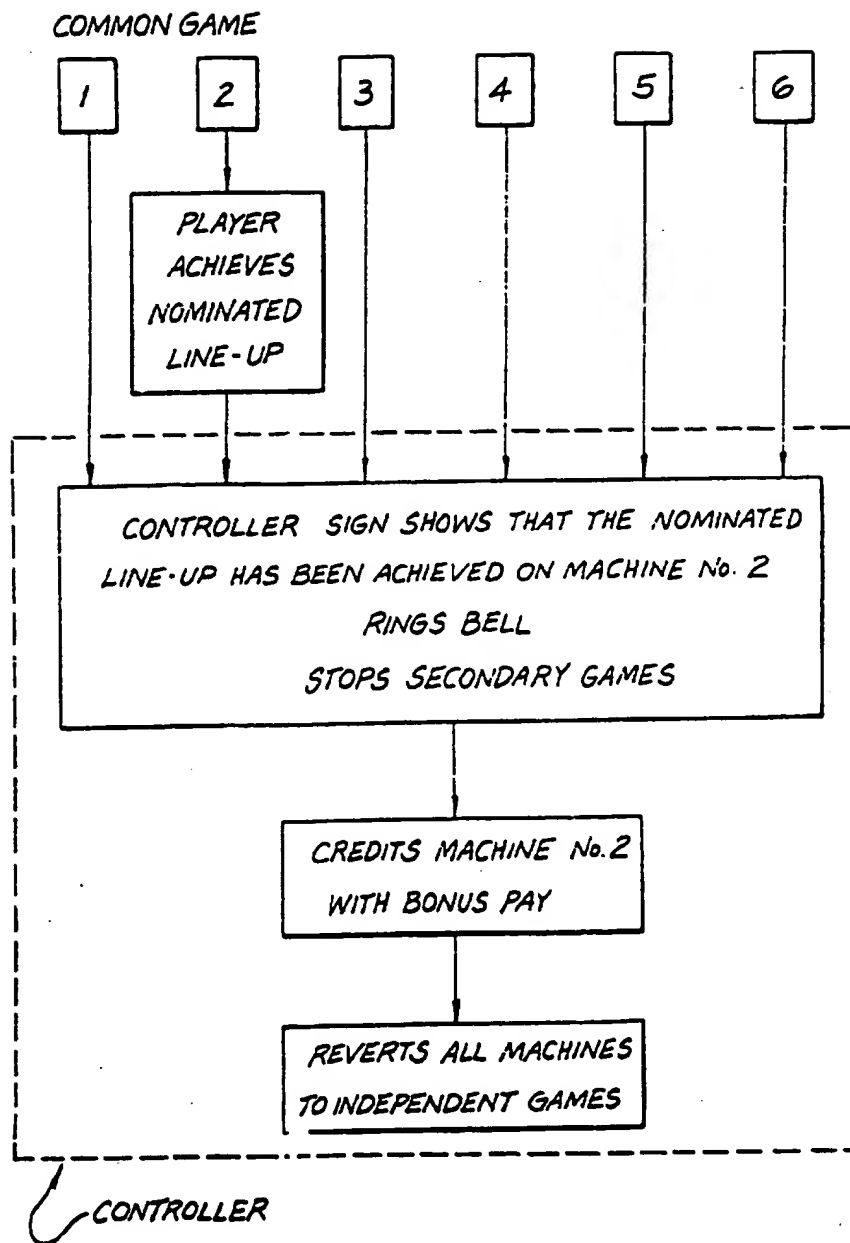 COMMON GAME
1 2 3 4 5 6
PLAYER
ACHIEVES
NOMINATED
LINE-UP
CONTROLLER SIGN SHOWS THAT THE NOMINATED
LINE-UP HAS BEEN ACHIEVED ON MACHINE No. 2
RINGS BELL
STOPS SECONDARY GAMES
CREDITS MACHINE No. 2
WITH BONUS PAY
REVERTS ALL MACHINES
TO INDEPENDENT GAMES
CONTROLLER